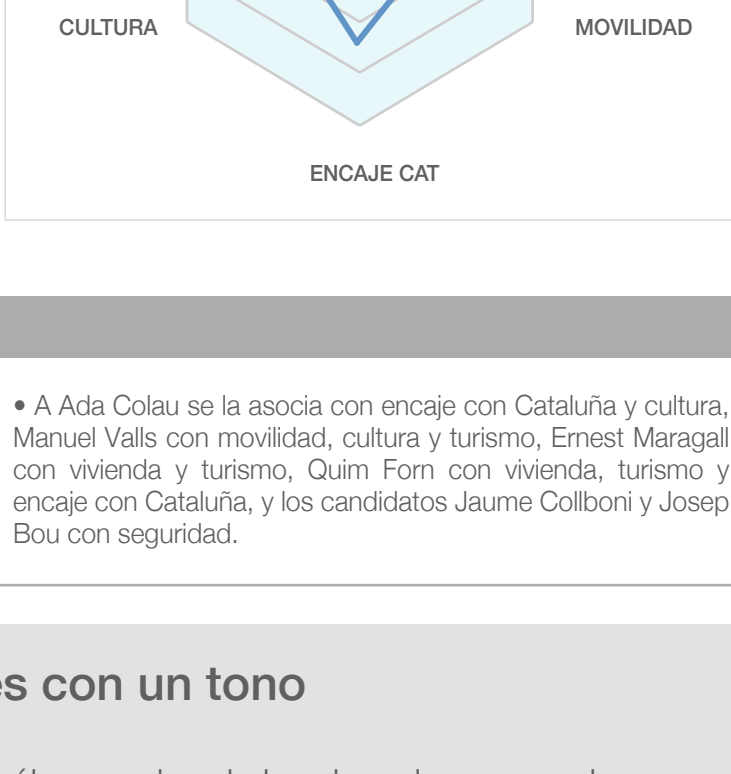 CULTURA
MOVILIDAD
ENCAJE CAT
• A Ada Colau se la asocia con encaje con Cataluña y cultura,
Manuel Valls con movilidad, cultura y turismo, Ernest Maragall
con vivienda y turismo, Quim Forn con vivienda, turismo y
encaje con Cataluña, y los candidatos Jaume Collboni y Josep
Bou con seguridad.
con un tono